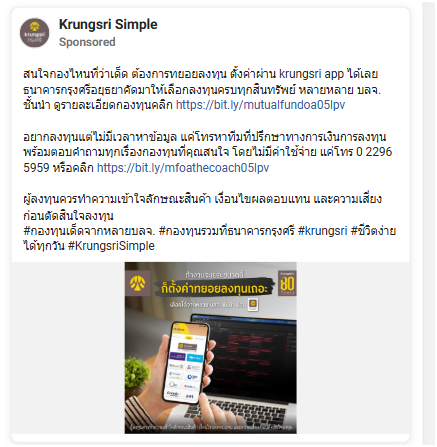 Krungsri Simple
Sponsored
สนใจกองไหนที่ว่าเด็ด ต้องการทยอยลงทุน ตั้งค่าผ่าน krungsri app ได้เลย
ธนาคารกรุงศรีอยุธยาคัดมาให้เลือกลงทุนครบทุกสินทรัพย์ หลายหลาย บลจ.
ชั้นนำ ดูรายละเอียดกองทุนคลิก https://bit.ly/mutualfundoa05lpv
อยากลงทุนแต่ไม่มีเวลาหาข้อมูล แค่โทรหาทีมที่ปรึกษาทางการเงินการลงทุน
พร้อมตอบคำถามทุกเรื่องกองทุนที่คุณสนใจ โดยไม่มีค่าใช้จ่าย แค่โทร 0 2296
5959 หรือคลิก https://bit.ly/mfoathecoach05lpv
ผู้ลงทุนควรทำความเข้าใจลักษณะสินค้า เงื่อนไขผลตอบแทน และความเสี่ยง
ก่อนตัดสินใจลงทุน
#กองทุนเด็ดจากหลายบลจ. #กองทุนรวมที่ธนาคารกรุงศรี #krungsri #ชีวิตง่าย
ได้ทุกวัน #KrungsriSimple
ก็ตั้งค่าทยอยลงทุนเถอะ
80